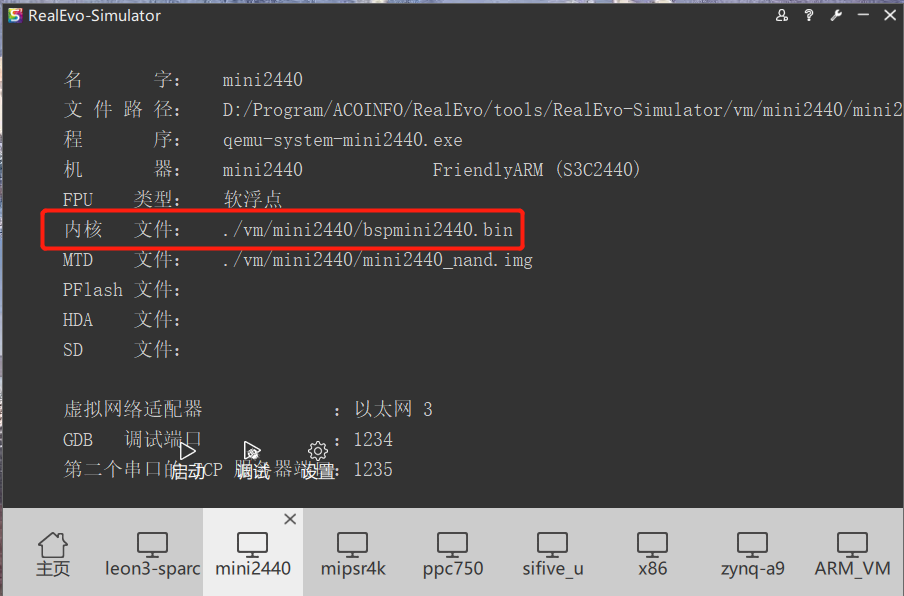 RealEvo-Simulator
名 字: mini2440
文 件 路 径: D:/Program/ACOINFO/RealEvo/tools/RealEvo-Simulator/vm/mini2440/mini2
程 序: qemu-system-mini2440.exe
机 器: mini2440 FriendlyARM (S3C2440)
FPU 类型: 软浮点
内核 文件: ./vm/mini2440/bspmini2440.bin
MTD 文件: ./vm/mini2440/mini2440_nand.img
PFlash 文件:
HDA 文件:
SD 文件:
虚拟网络适配器 : 以太网 3
GDB 调试端口 : 1234
第二个串口的 TCP 服务器端口: 1235
启动 调试 设置
主页 leon3-sparc mini2440 mipsr4k ppc750 sifive_u x86 zynq-a9 ARM_VM